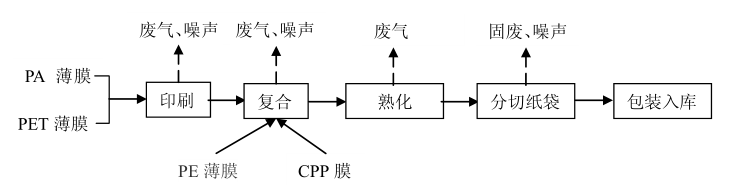 废气、噪声
废气、噪声
废气
固废、噪声
PA 薄膜
PET 薄膜
印刷
复合
熟化
分切纸袋
包装入库
PE 薄膜
CPP 膜